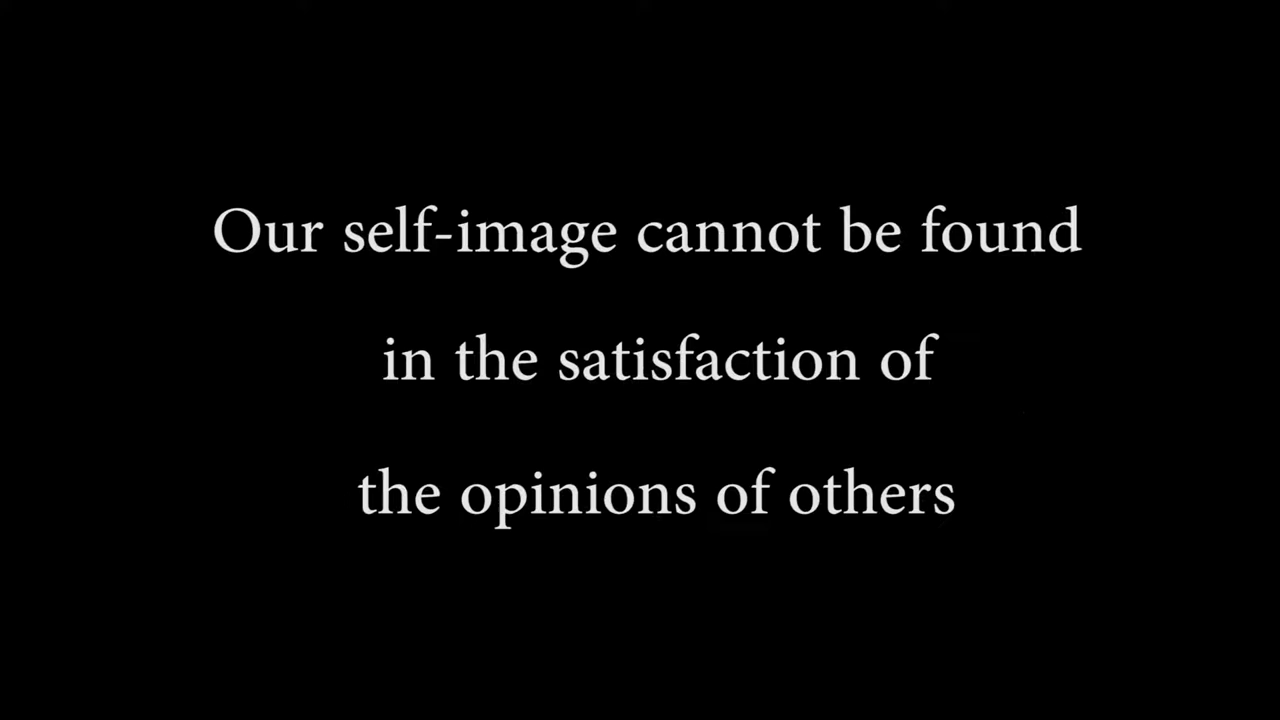 Our self-image cannot be found
in the satisfaction of
the opinions of others